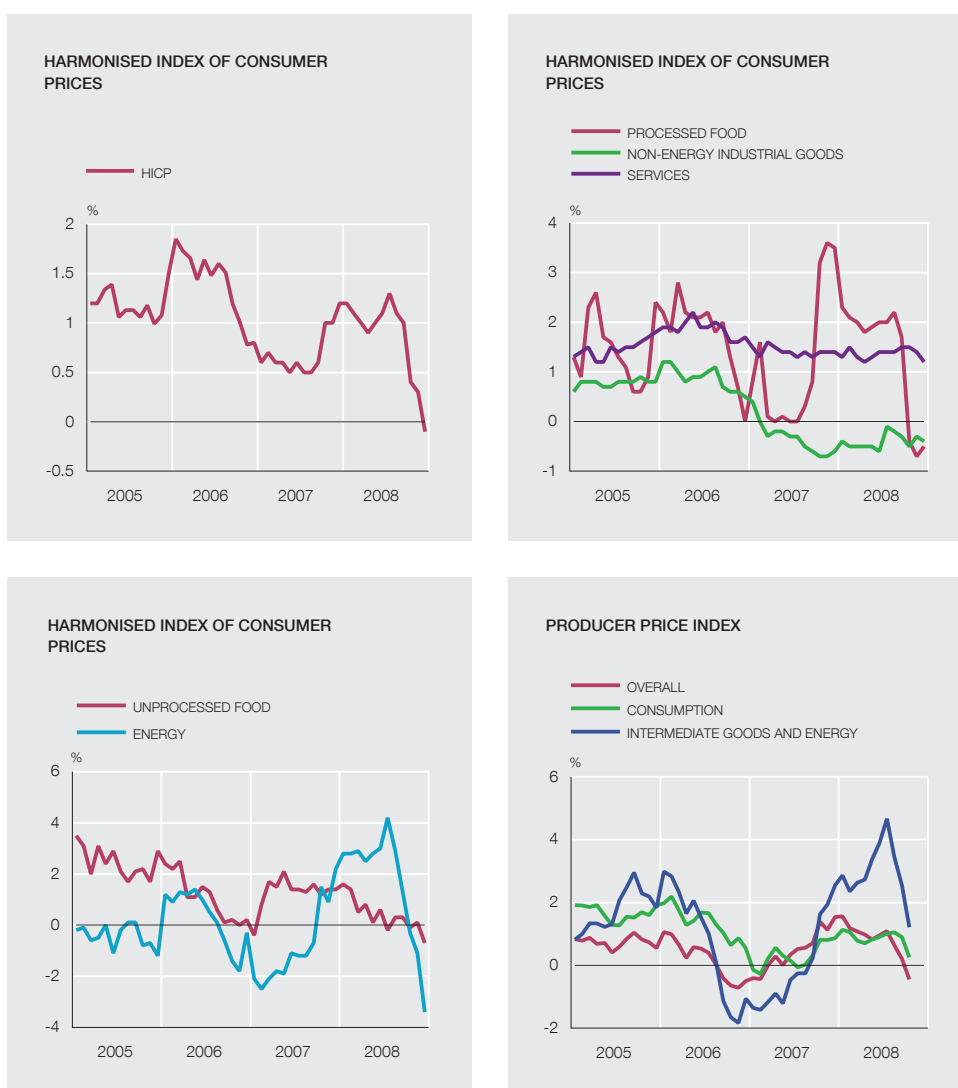 HARMONISED INDEX OF CONSUMER
PRICES
HICP
%
2
1.5
1
0.5
0
-0.5
2005 2006 2007 2008
HARMONISED INDEX OF CONSUMER
PRICES
PROCESSED FOOD
NON-ENERGY INDUSTRIAL GOODS
SERVICES
%
4
3
2
1
0
-1
2005 2006 2007 2008
HARMONISED INDEX OF CONSUMER
PRICES
UNPROCESSED FOOD
ENERGY
%
6
4
2
0
-2
-4
2005 2006 2007 2008
PRODUCER PRICE INDEX
OVERALL
CONSUMPTION
INTERMEDIATE GOODS AND ENERGY
%
6
4
2
0
-2
2005 2006 2007 2008